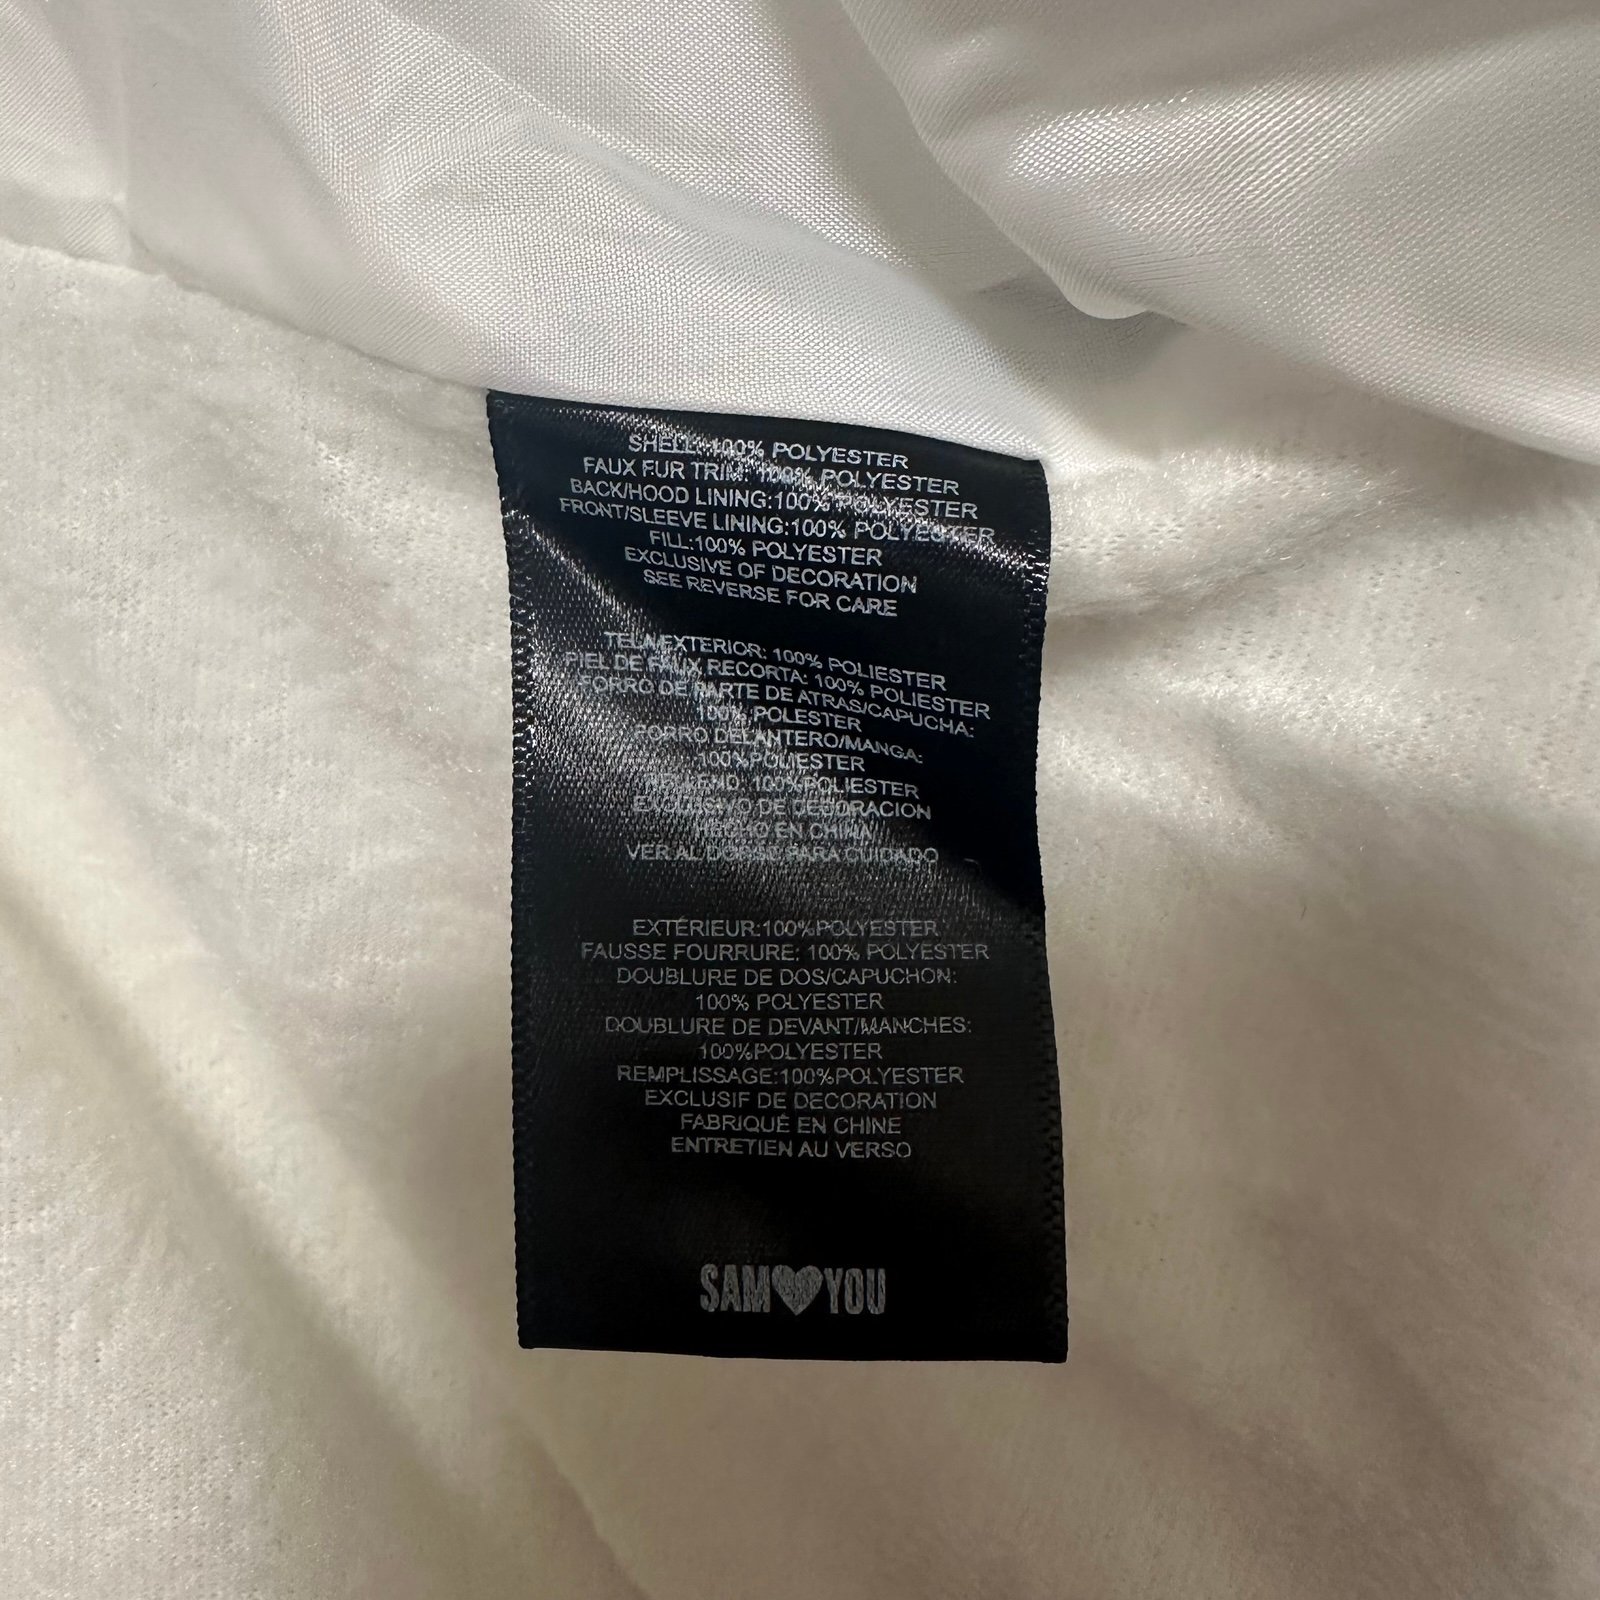 SHELL:100% POLYESTER
FAUX FUR TRIM: 100% POLYESTER
BACK/HOOD LINING:100% POLYESTER
FRONT/SLEEVE LINING:100% POLYESTER
FILL:100% POLYESTER
EXCLUSIVE OF DECORATION
SEE REVERSE FOR CARE
TELA EXTERIOR: 100% POLIESTER
PIEL DE FAUX RECORTA: 100% POLIESTER
FORRO DE PARTE DE ATRAS/CAPUCHA:
100% POLESTER
FORRO DELANTERO/MANGA:
100%POLIESTER
RELLENO: 100%POLIESTER
EXCLUSIVO DE DECORACION
HECHO EN CHINA
VER AL DORSO PARA CUIDADO
EXTÉRIEUR:100%POLYESTER
FAUSSE FOURRURE: 100% POLYESTER
DOUBLURE DE DOS/CAPUCHON:
100% POLYESTER
DOUBLURE DE DEVANT/MANCHES:
100%POLYESTER
REMPLISSAGE:100%POLYESTER
EXCLUSIF DE DECORATION
FABRIQUÉ EN CHINE
ENTRETIEN AU VERSO
SAM♥YOU